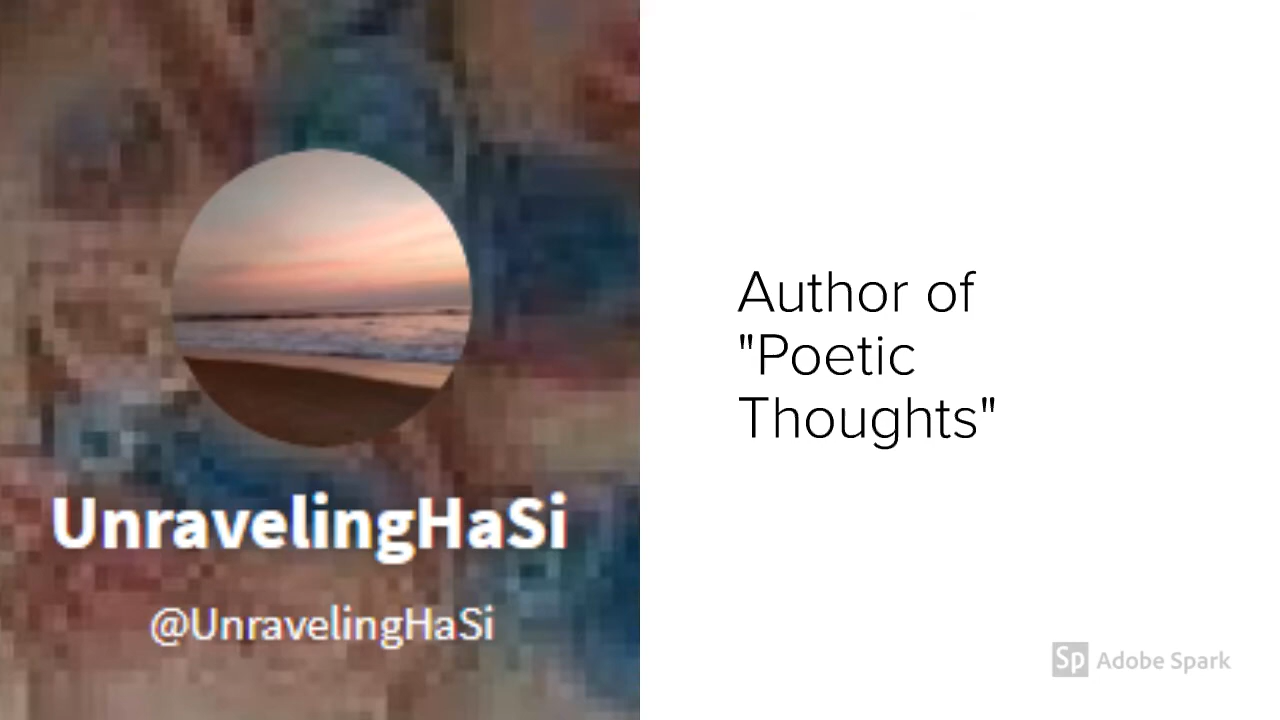 UnravelingHaSi
@UnravelingHaSi
Author of
"Poetic
Thoughts"
Sp Adobe Spark